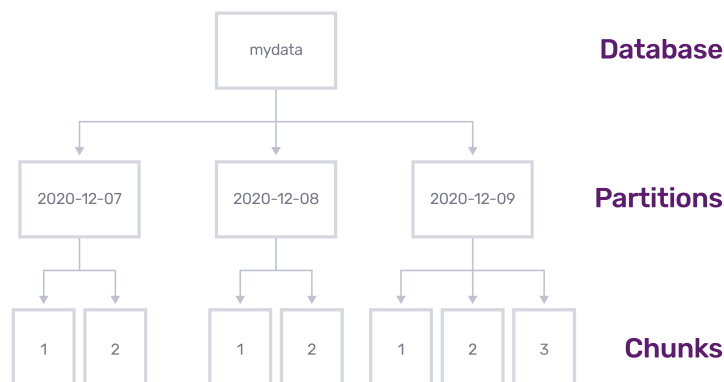 mydata
Database
2020-12-07
2020-12-08
2020-12-09
Partitions
1
2
1
2
1
2
3
Chunks